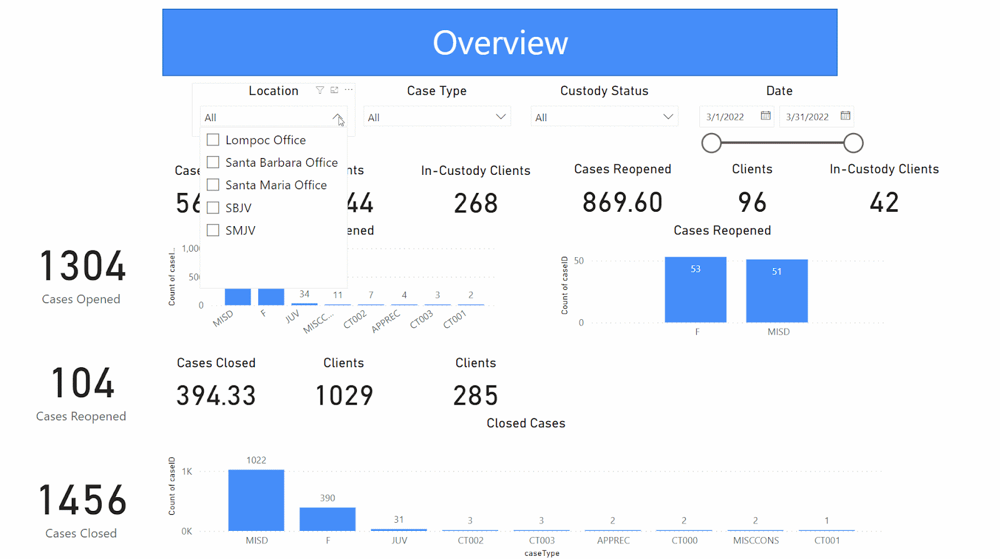 Overview
Location
Case Type
Custody Status
Date
All
All
All
3/1/2022
3/31/2022
Lompoc Office
Santa Barbara Office
Santa Maria Office
SBJV
SMJV
In-Custody Clients
268
Cases Reopened
869.60
Clients
96
In-Custody Clients
42
1304
Cases Opened
Count of caseI...
0
34
11
7
4
3
2
MISD
F
JUV
MISCC...
CT002
APPREC
CT003
CT001
Cases Reopened
Count of caseID
50
0
53
51
F
MISD
104
Cases Reopened
Cases Closed
394.33
Clients
1029
Clients
285
Closed Cases
1456
Cases Closed
Count of caseID
1K
0K
1022
390
31
3
3
2
2
2
1
MISD
F
JUV
CT002
CT003
APPREC
CT000
MISCCONS
CT001
caseType